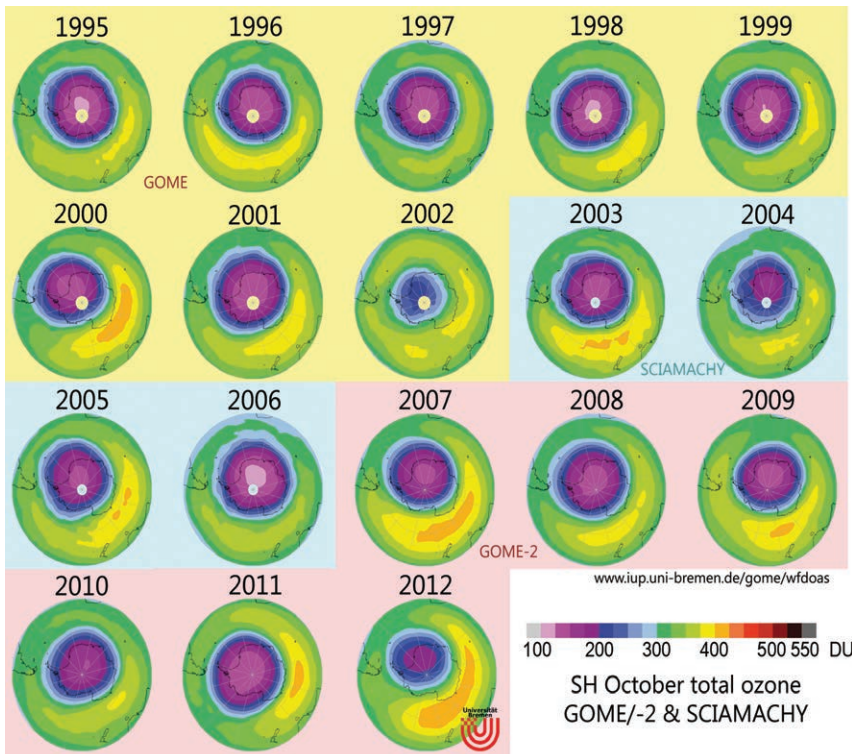 1995 1996 1997 1998 1999
GOME
2000 2001 2002 2003 2004
SCIAMACHY
2005 2006 2007 2008 2009
GOME-2
www.iup.uni-bremen.de/gome/wfdoas
2010 2011 2012
100 200 300 400 500 550 DU
SH October total ozone
GOME/-2 & SCIAMACHY
Universität
Bremen